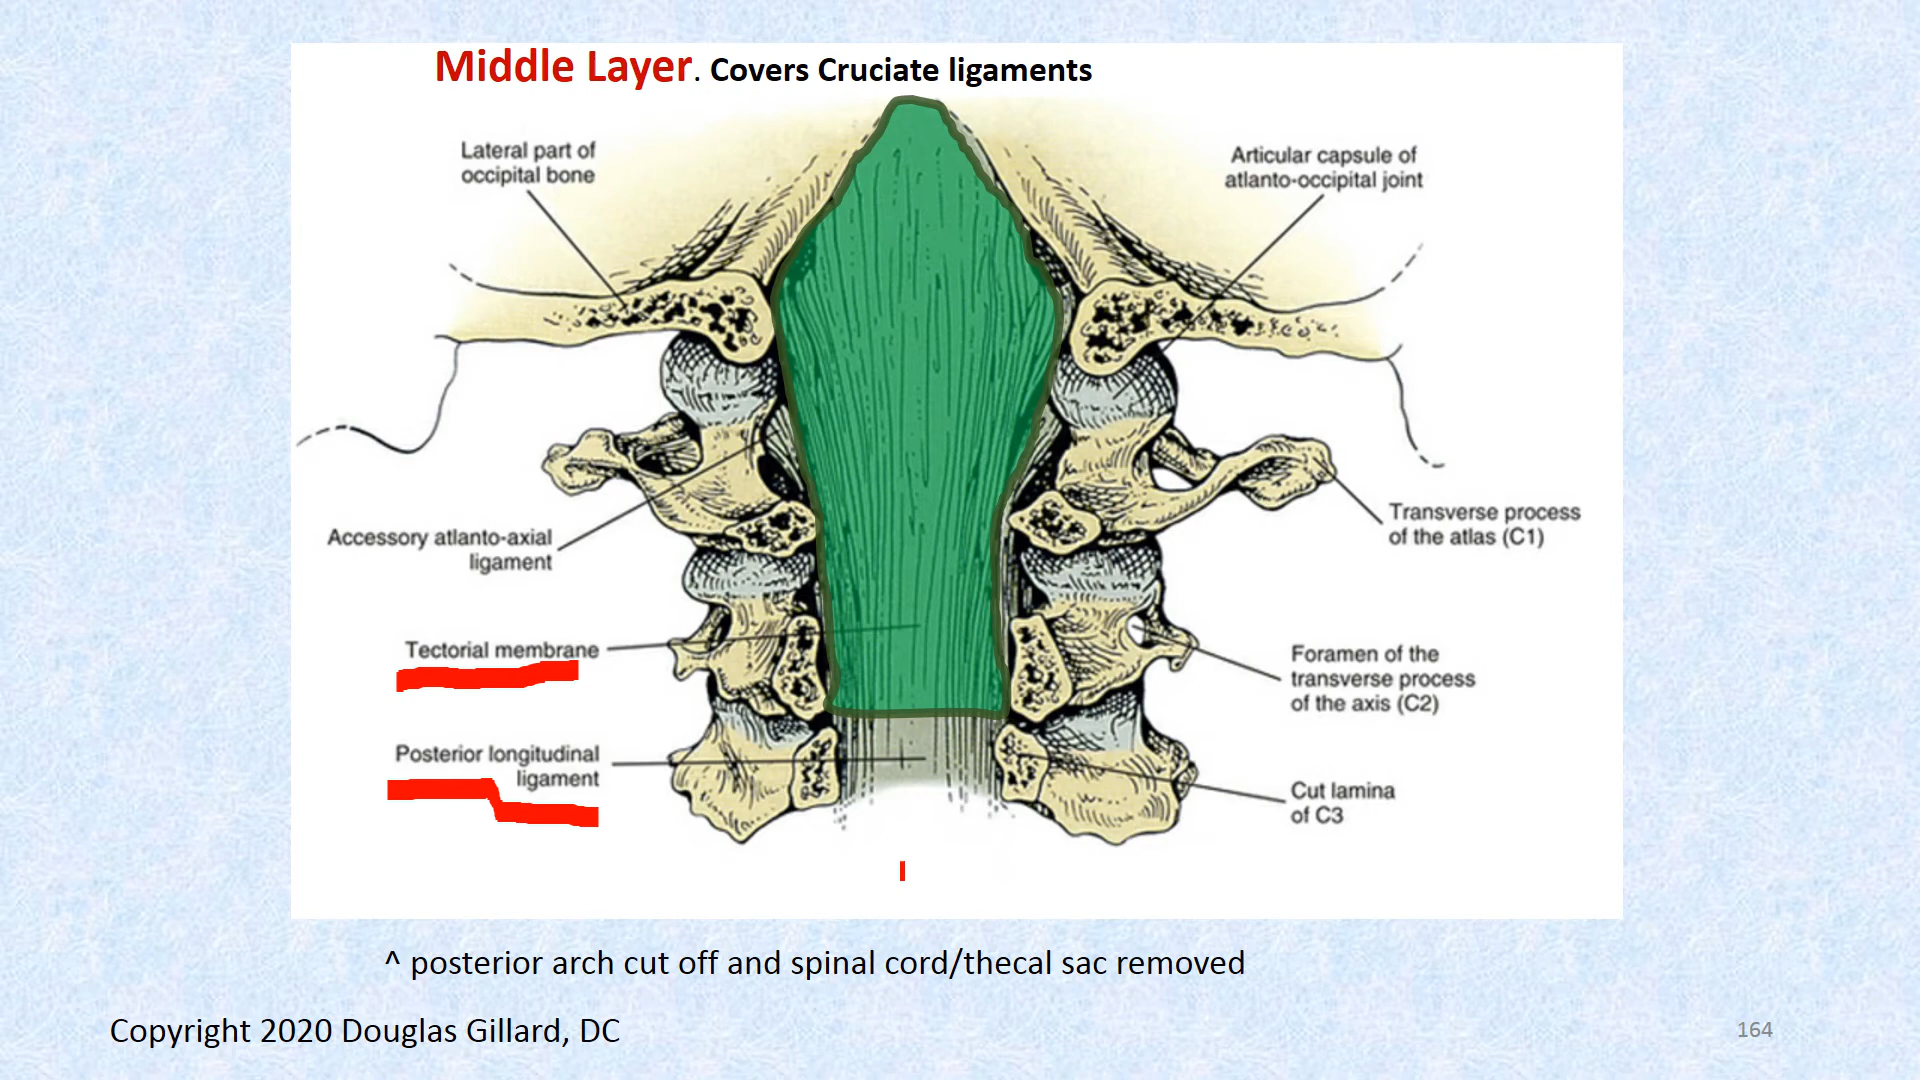 Middle Layer. Covers Cruciate ligaments
Lateral part of
occipital bone
Articular capsule of
atlanto-occipital joint
Accessory atlanto-axial
ligament
Transverse process
of the atlas (C1)
Tectorial membrane
Foramen of the
transverse process
of the axis (C2)
Posterior longitudinal
ligament
Cut lamina
of C3
^ posterior arch cut off and spinal cord/thecal sac removed
Copyright 2020 Douglas Gillard, DC
164